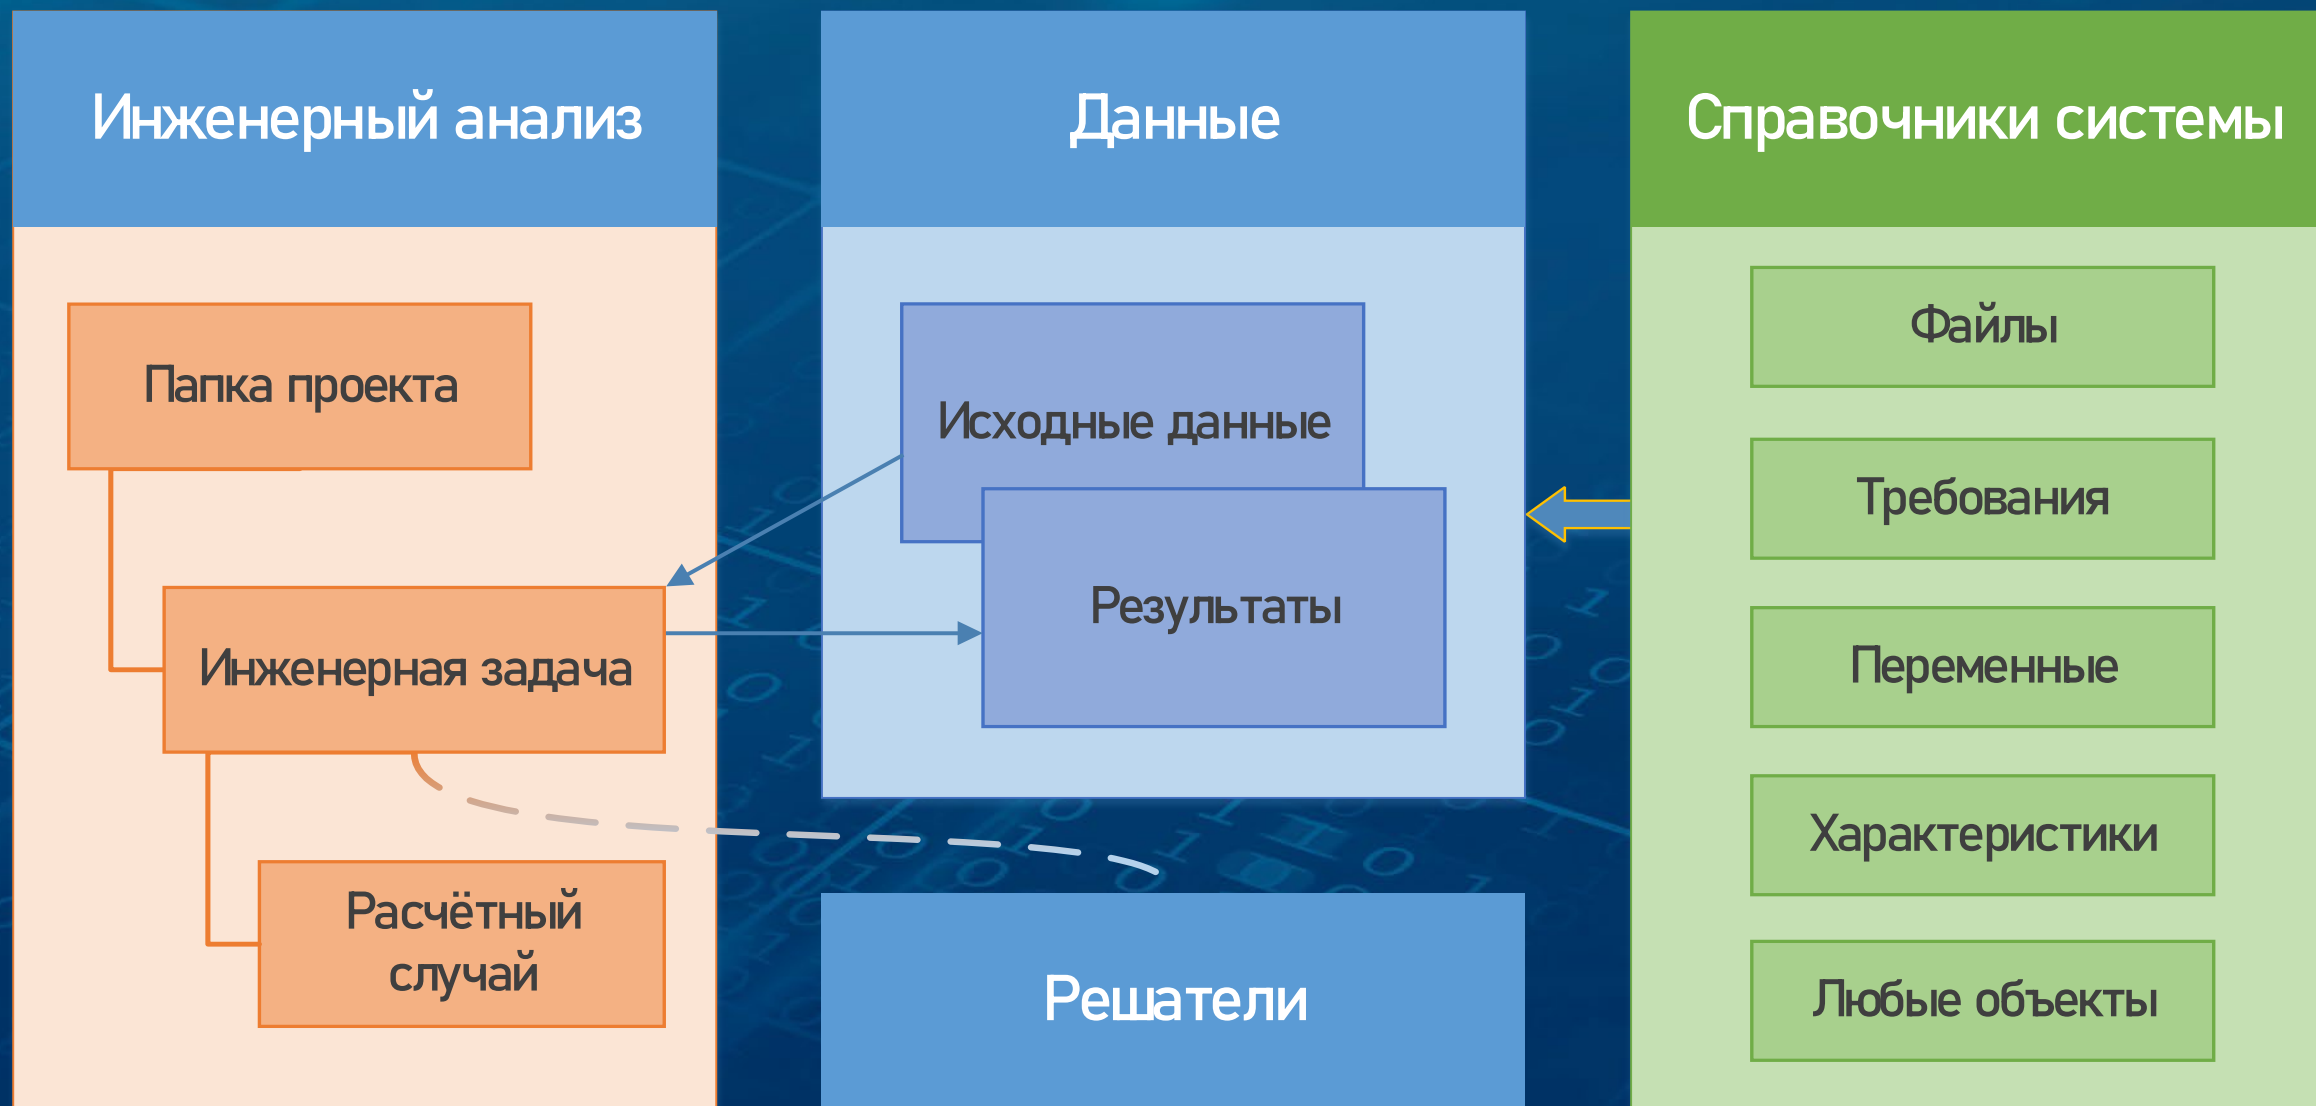 Инженерный анализ
Папка проекта
Инженерная задача
Расчётный
случай
Данные
Исходные данные
Результаты
Решатели
Справочники системы
Файлы
Требования
Переменные
Характеристики
Любые объекты